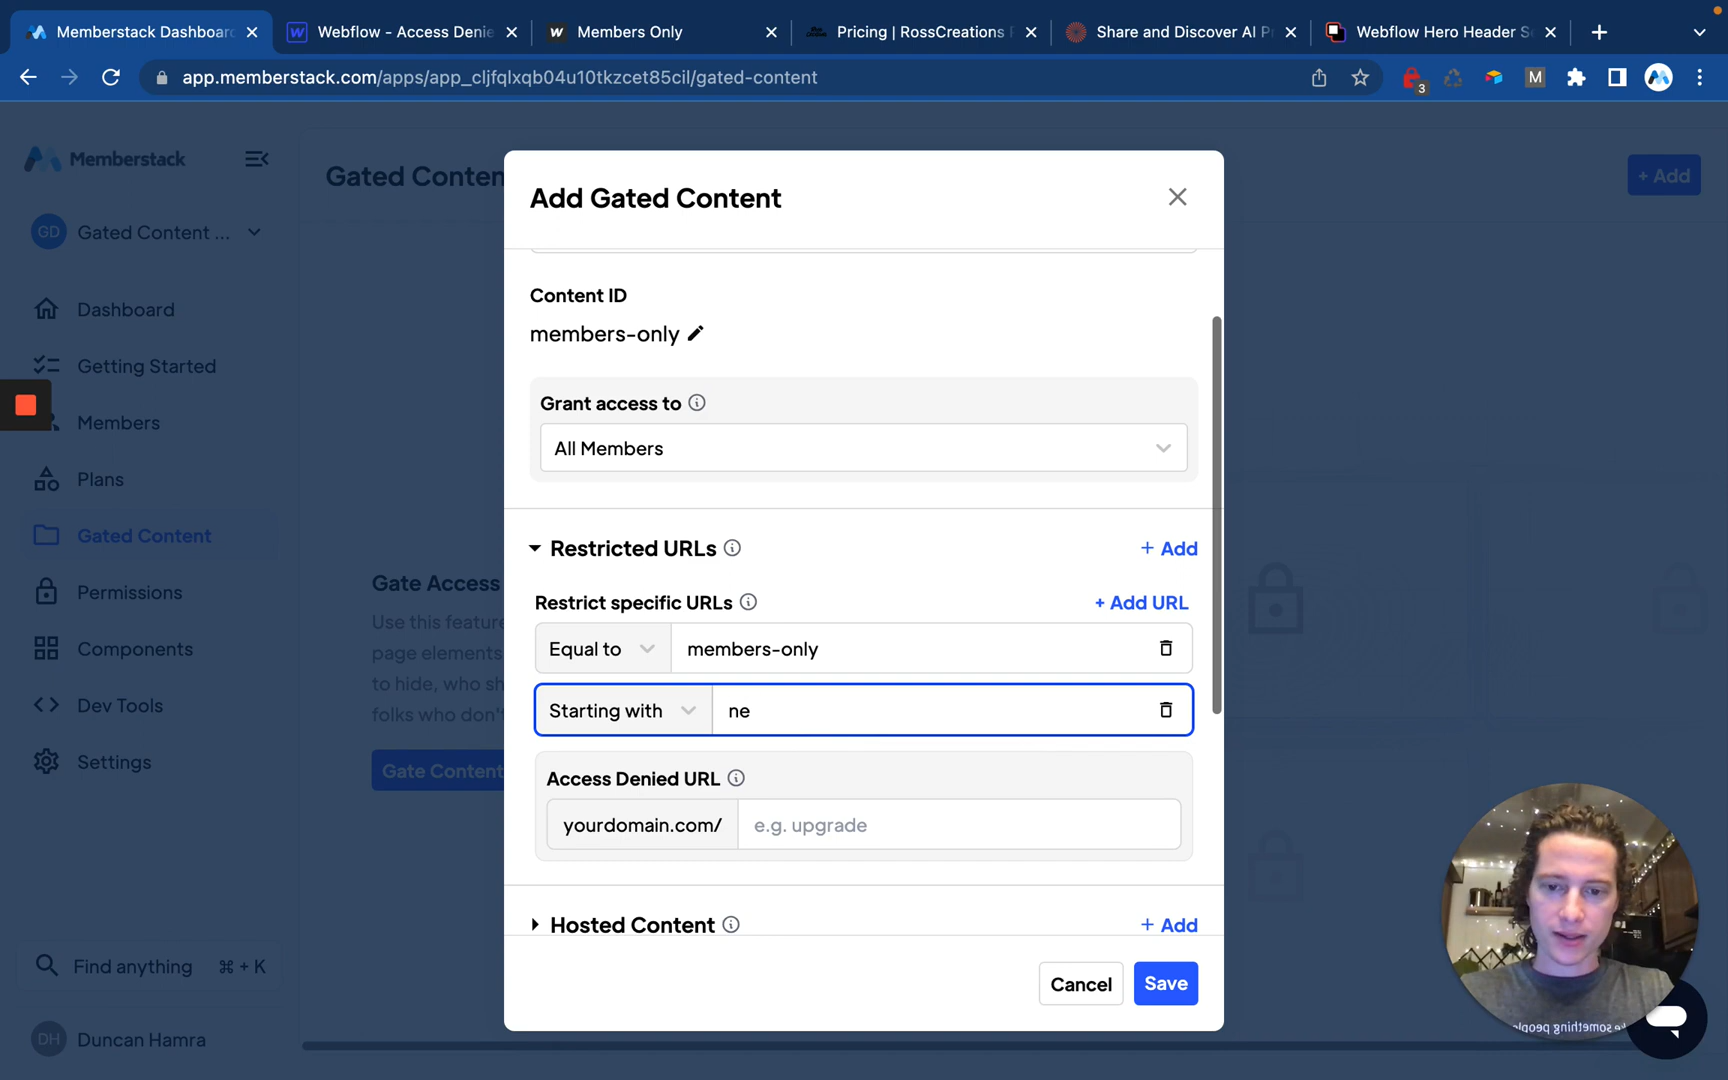 Memberstack Dashboar
Webflow - Access Denie
Members Only
Pricing | RossCreations
Share and Discover AI P
Webflow Hero Header S
app.memberstack.com/apps/app_cljfqlxqb04u10tkzcet85cil/gated-content
3
M
Memberstack
GD
Gated Content ...
Dashboard
Getting Started
Members
Plans
Gated Content
Permissions
Components
Dev Tools
Settings
Find anything
⌘ + K
DH
Duncan Hamra
Gated Conten
+ Add
Gate Access
Use this feature
page elements
to hide, who sh
folks who don't
Gate Content
Add Gated Content
Content ID
members-only
Grant access to
All Members
Restricted URLs
+ Add
Restrict specific URLs
+ Add URL
Equal to
members-only
Starting with
ne
Access Denied URL
yourdomain.com/
e.g. upgrade
Hosted Content
+ Add
Cancel
Save